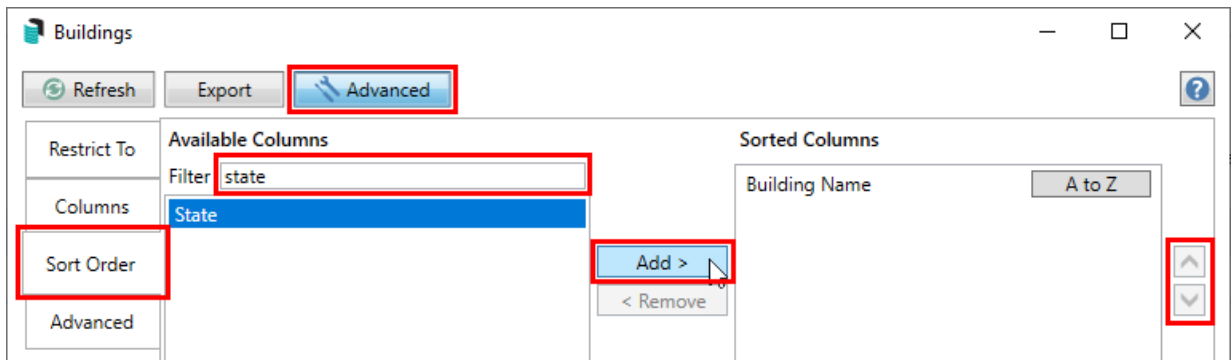 Buildings
Refresh Export Advanced
Restrict To
Columns
Sort Order
Advanced
Available Columns
Filter state
State
Add >
< Remove
Sorted Columns
Building Name A to Z